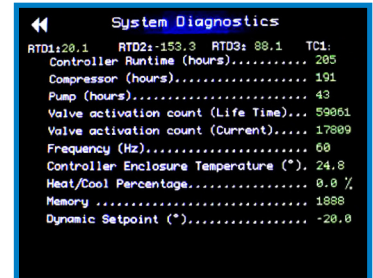 System Diagnostics
RTD1:20.1 RTD2:-153.3 RTD3: 88.1 TC1:
Controller Runtime (hours)........... 205
Compressor (hours)................... 191
Pump (hours)......................... 43
Valve activation count (Life Time)... 59061
Valve activation count (Current)..... 17809
Frequency (Hz)....................... 60
Controller Enclosure Temperature (°). 24.8
Heat/Cool Percentage................. 0.0 %
Memory .............................. 1888
Dynamic Setpoint (°)................. -20.0